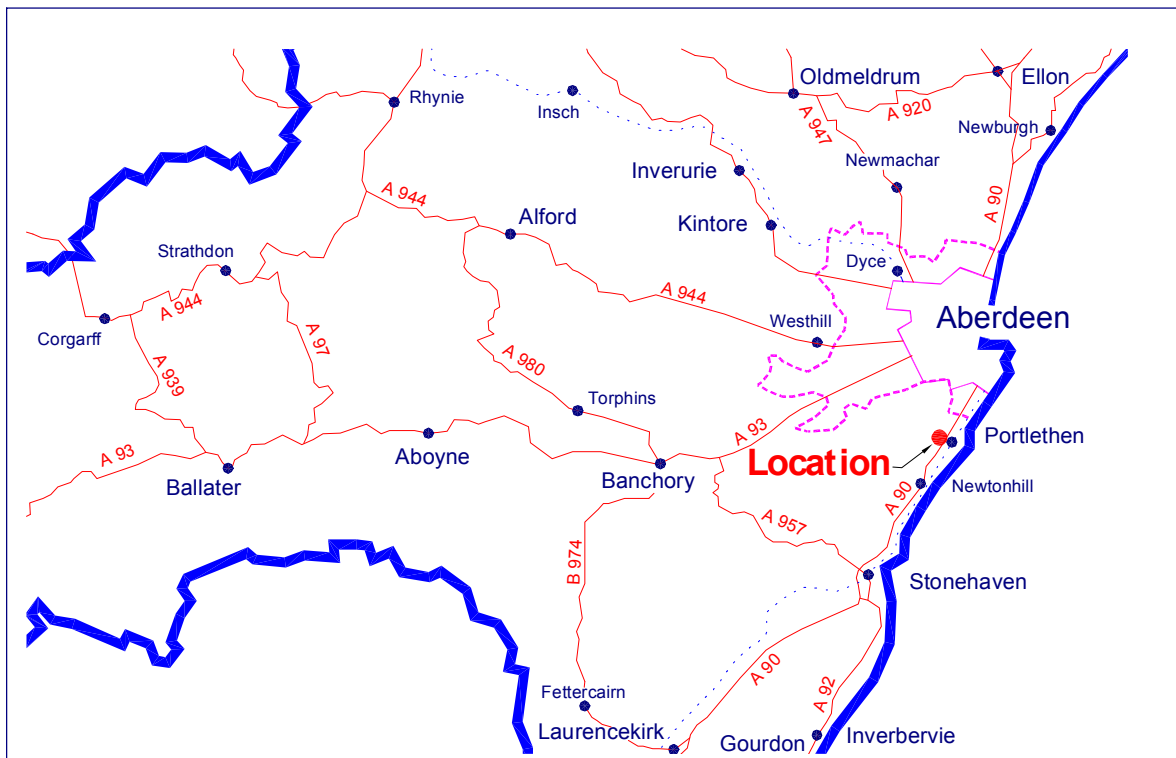 Oldmeldrum
Ellon
Rhynie
Insch
A 920
A 947
Newburgh
Newmachar
Inverurie
A 944
A 90
Alford
Kintore
Strathdon
Dyce
A 944
A 944
Aberdeen
Corgarff
Westhill
A 97
A 939
A 980
Torphins
A 93
A 93
Aboyne
Portlethen
Location
Ballater
Banchory
Newtonhill
A 90
A 957
B 974
Stonehaven
A 90
A 92
Fettercairn
Laurencekirk
Gourdon
Inverbervie